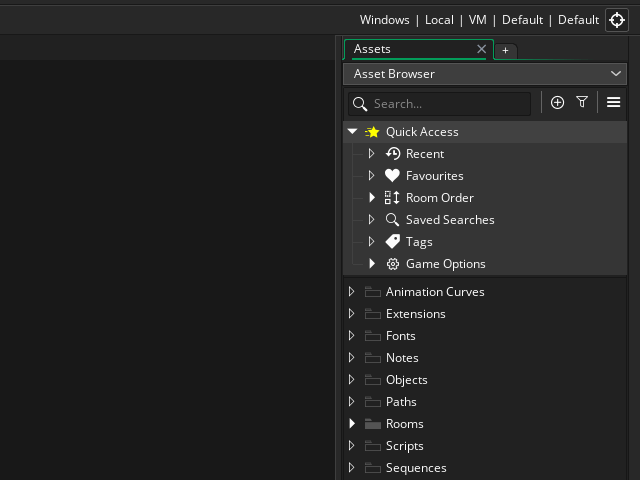 Windows | Local | VM | Default | Default
Assets
+
Asset Browser
Search...
Quick Access
Recent
Favourites
Room Order
Saved Searches
Tags
Game Options
Animation Curves
Extensions
Fonts
Notes
Objects
Paths
Rooms
Scripts
Sequences